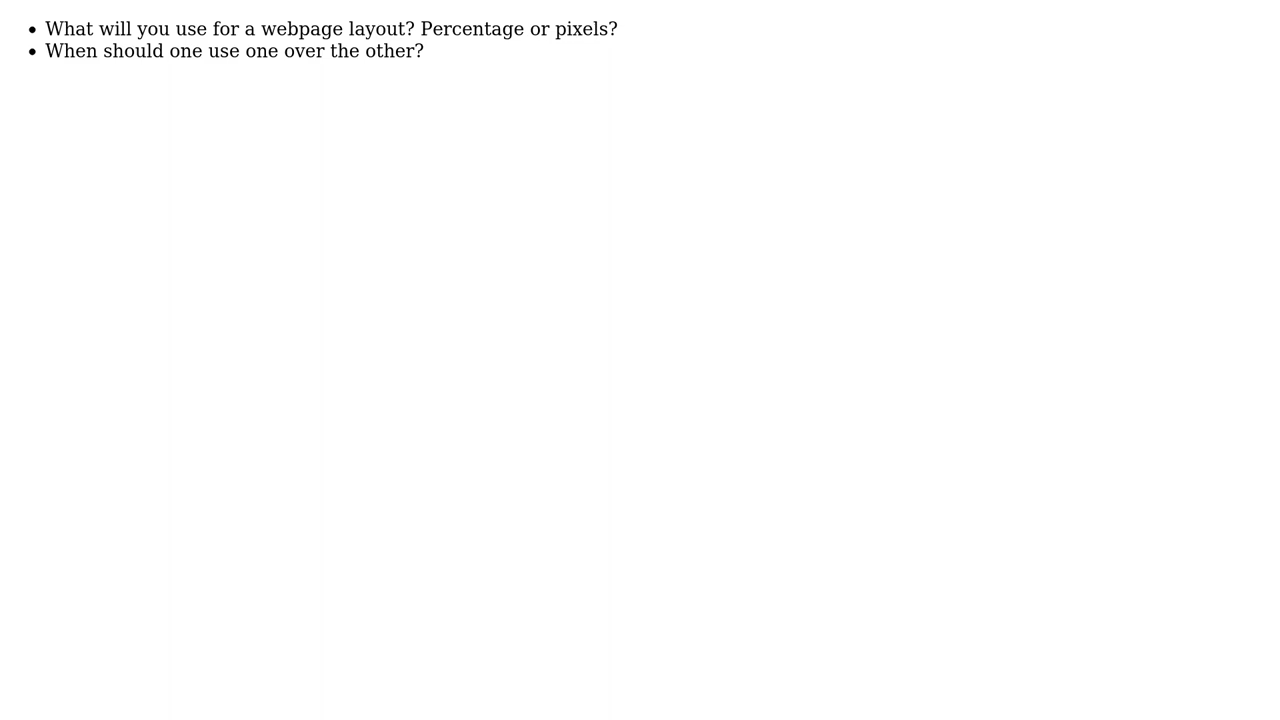 • What will you use for a webpage layout? Percentage or pixels?
• When should one use one over the other?